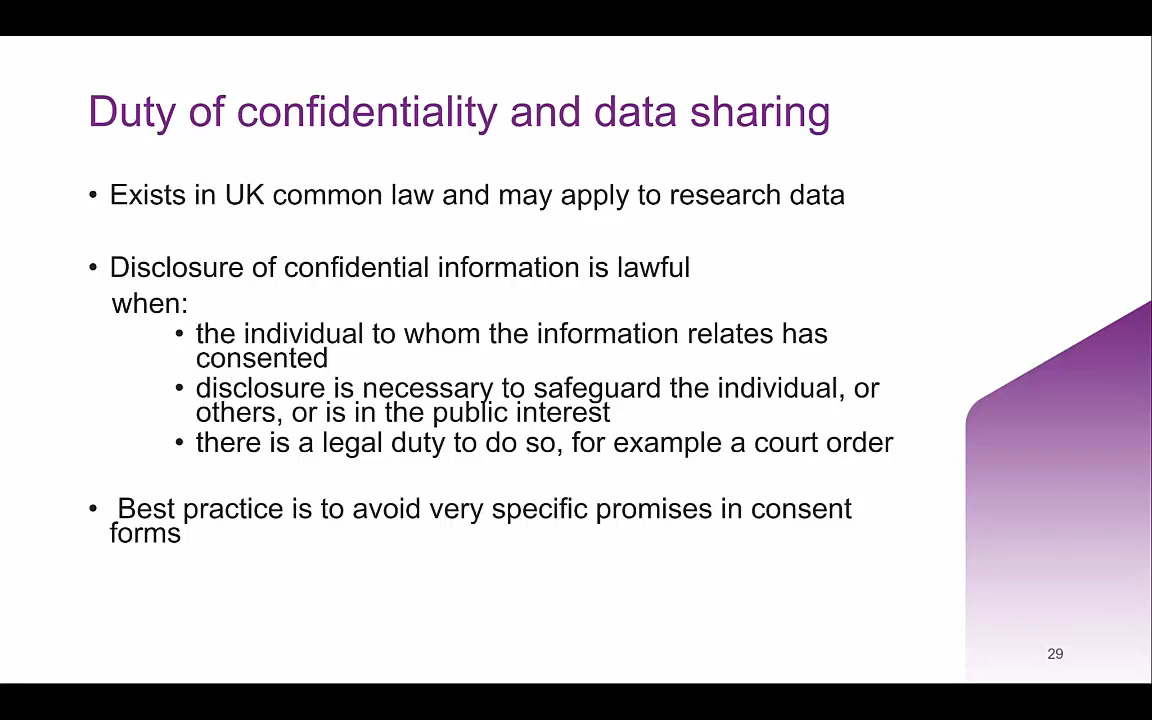 Duty of confidentiality and data sharing
• Exists in UK common law and may apply to research data
• Disclosure of confidential information is lawful
when:
• the individual to whom the information relates has
consented
• disclosure is necessary to safeguard the individual, or
others, or is in the public interest
• there is a legal duty to do so, for example a court order
• Best practice is to avoid very specific promises in consent
forms
29